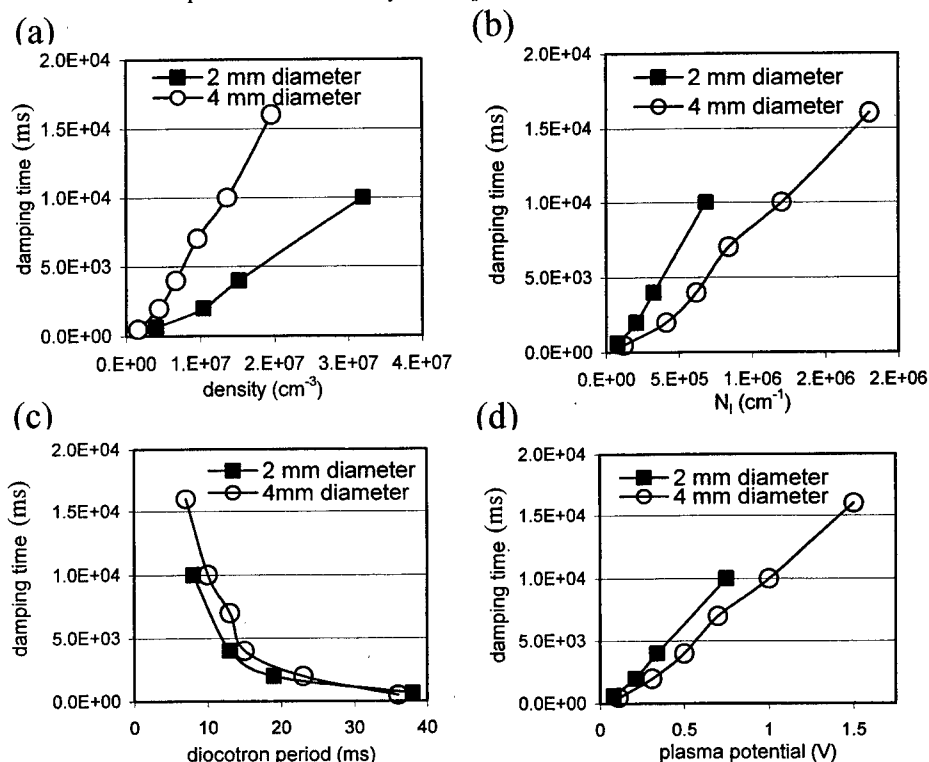 (a)
2.0E+04
1.5E+04
1.0E+04
5.0E+03
0.0E+00
damping time (ms)
2 mm diameter
4 mm diameter
0.E+00 1.E+07 2.E+07 3.E+07 4.E+07
density (cm-3)
(b)
2.0E+04
1.5E+04
1.0E+04
5.0E+03
0.0E+00
damping time (ms)
2 mm diameter
4 mm diameter
0.E+00 5.E+05 1.E+06 2.E+06 2.E+06
Nl (cm-1)
(c)
2.0E+04
1.5E+04
1.0E+04
5.0E+03
0.0E+00
damping time (ms)
2 mm diameter
4mm diameter
0 10 20 30 40
diocotron period (ms)
(d)
2.0E+04
1.5E+04
1.0E+04
5.0E+03
0.0E+00
damping time (ms)
2 mm diameter
4 mm diameter
0 0.5 1 1.5
plasma potential (V)